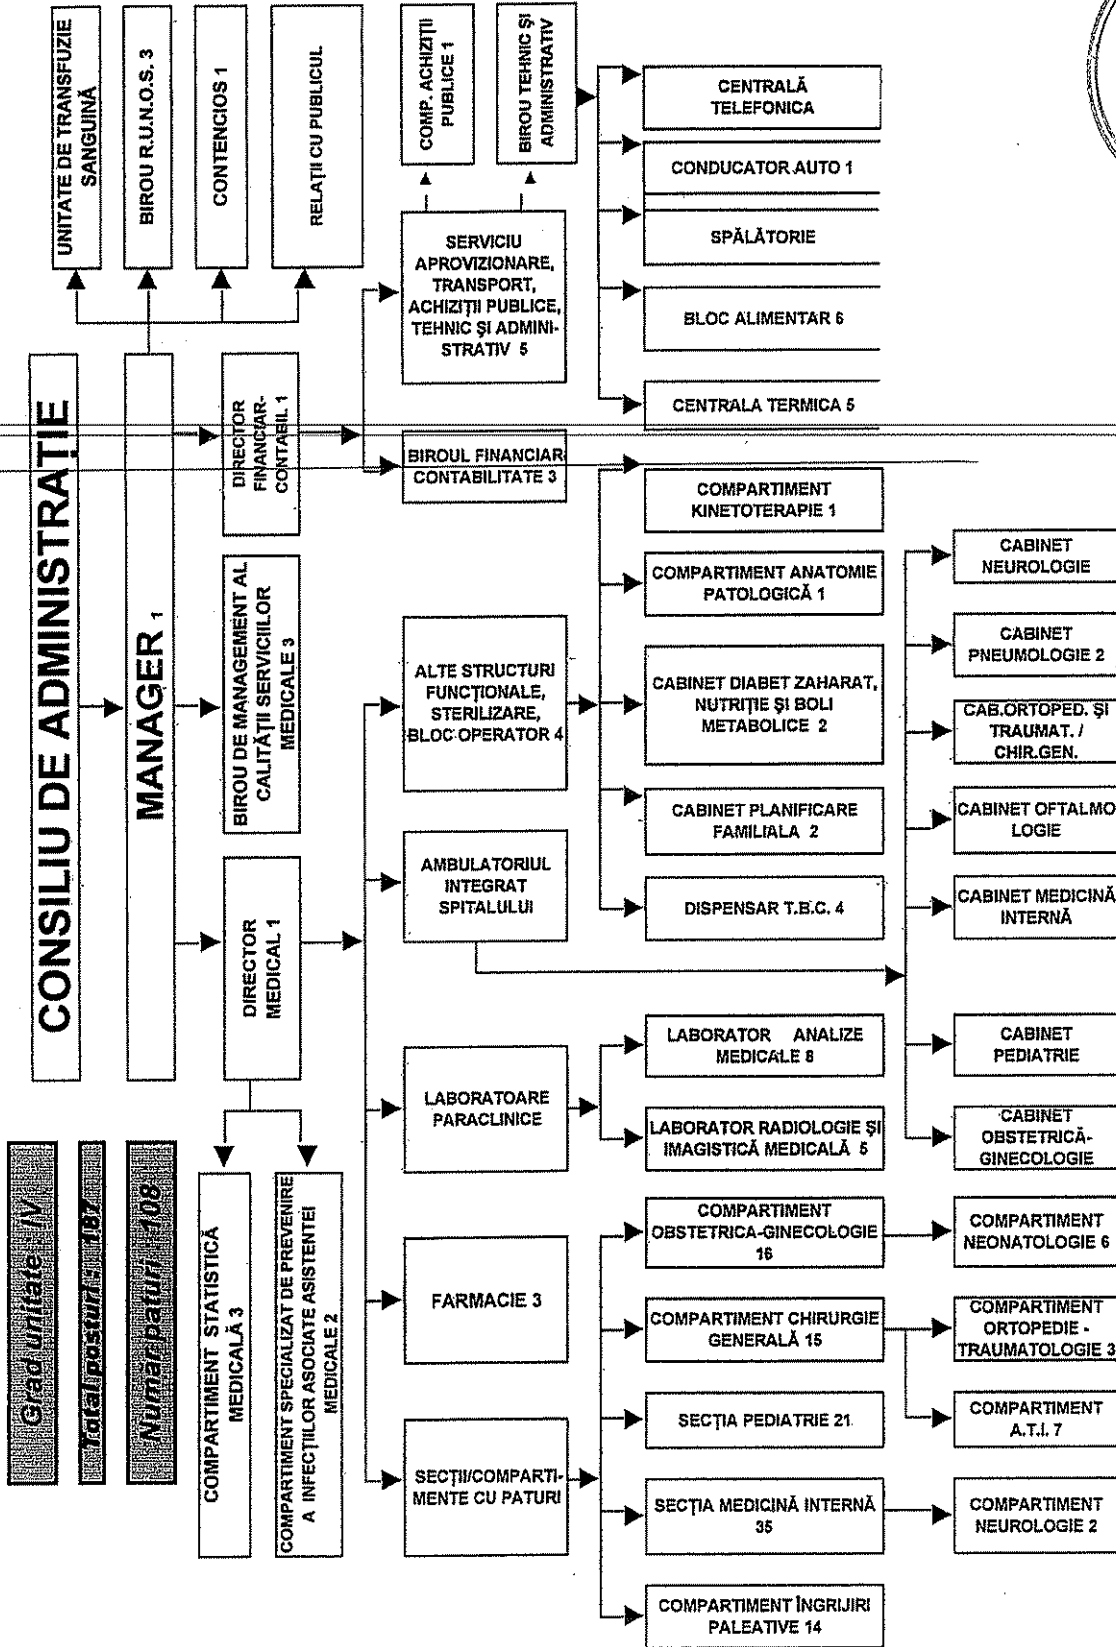 CONSILIU DE ADMINISTRAȚIE
MANAGER 1
Grad unitate : IV
Total posturi : 187
Numar paturi : 108
UNITATE DE TRANSFUZIE
SANGUINĂ
BIROU R.U.N.O.S. 3
CONTENCIOS 1
RELAȚII CU PUBLICUL
DIRECTOR
MEDICAL 1
BIROU DE MANAGEMENT AL
CALITĂȚII SERVICIILOR
MEDICALE 3
DIRECTOR
FINANCIAR-
CONTABIL 1
COMPARTIMENT STATISTICĂ
MEDICALĂ 3
COMPARTIMENT SPECIALIZAT DE PREVENIRE
A INFECȚIILOR ASOCIATE ASISTENTEI
MEDICALE 2
SECȚII/COMPARTI-
MENTE CU PATURI
FARMACIE 3
LABORATOARE
PARACLINICE
AMBULATORIUL
INTEGRAT
SPITALULUI
ALTE STRUCTURI
FUNCȚIONALE,
STERILIZARE,
BLOC OPERATOR 4
BIROUL FINANCIAR
CONTABILITATE 3
SERVICIU
APROVIZIONARE,
TRANSPORT,
ACHIZIȚII PUBLICE,
TEHNIC ȘI ADMINI-
STRATIV 5
COMP. ACHIZIȚII
PUBLICE 1
BIROU TEHNIC ȘI
ADMINISTRATIV
CENTRALĂ
TELEFONICA
CONDUCATOR AUTO 1
SPĂLĂTORIE
BLOC ALIMENTAR 6
CENTRALA TERMICA 5
COMPARTIMENT
KINETOTERAPIE 1
COMPARTIMENT ANATOMIE
PATOLOGICĂ 1
CABINET DIABET ZAHARAT,
NUTRIȚIE ȘI BOLI
METABOLICE 2
CABINET PLANIFICARE
FAMILIALA 2
DISPENSAR T.B.C. 4
LABORATOR ANALIZE
MEDICALE 8
LABORATOR RADIOLOGIE ȘI
IMAGISTICĂ MEDICALĂ 5
COMPARTIMENT
OBSTETRICA-GINECOLOGIE
16
COMPARTIMENT CHIRURGIE
GENERALĂ 15
SECȚIA PEDIATRIE 21
SECȚIA MEDICINĂ INTERNĂ
35
COMPARTIMENT ÎNGRIJIRI
PALEATIVE 14
CABINET
NEUROLOGIE
CABINET
PNEUMOLOGIE 2
CAB.ORTOPED. ȘI
TRAUMAT. /
CHIR.GEN.
CABINET OFTALMO
LOGIE
CABINET MEDICINĂ
INTERNĂ
CABINET
PEDIATRIE
CABINET
OBSTETRICĂ-
GINECOLOGIE
COMPARTIMENT
NEONATOLOGIE 6
COMPARTIMENT
ORTOPEDIE -
TRAUMATOLOGIE 3
COMPARTIMENT
A.T.I. 7
COMPARTIMENT
NEUROLOGIE 2